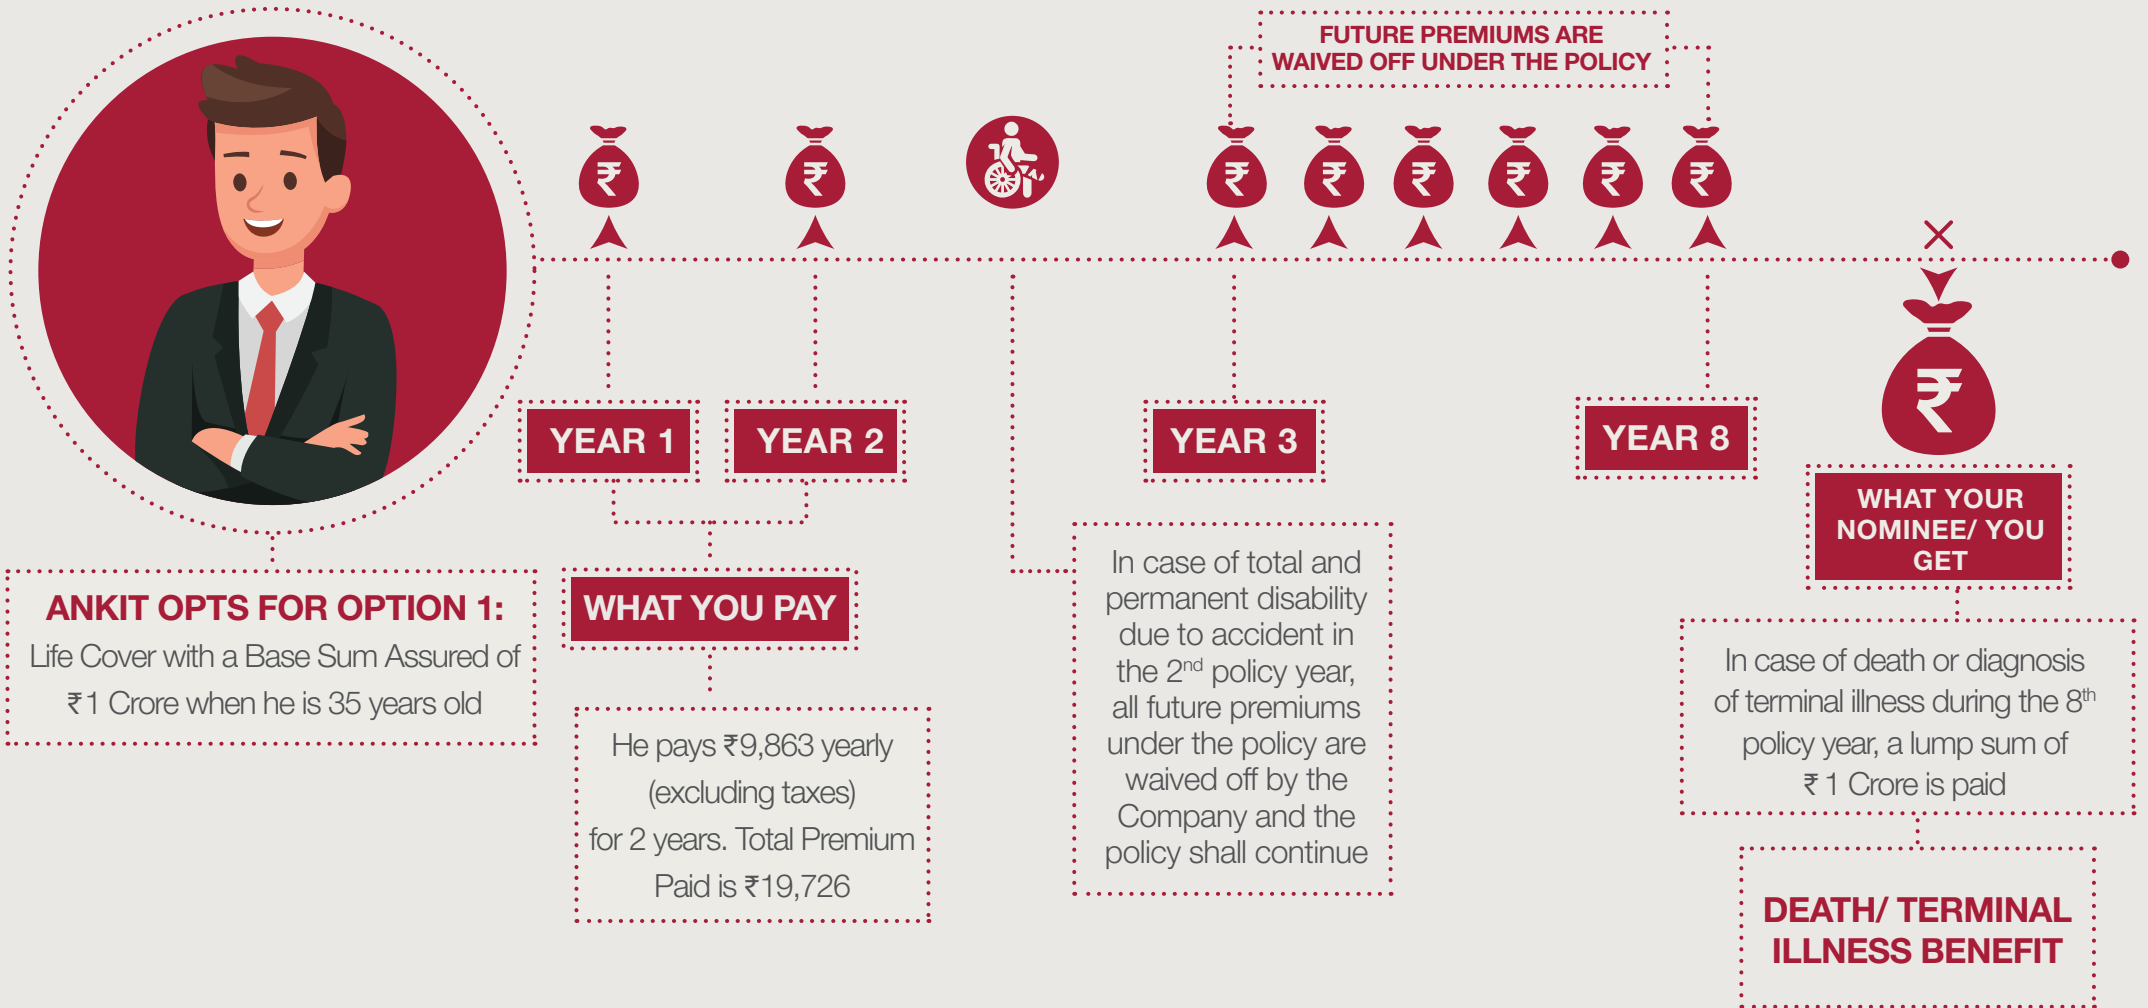 FUTURE PREMIUMS ARE
WAIVED OFF UNDER THE POLICY
₹
₹
₹
₹
₹
₹
₹
₹
₹
YEAR 1
YEAR 2
YEAR 3
YEAR 8
WHAT YOUR
NOMINEE/ YOU
GET
ANKIT OPTS FOR OPTION 1:
Life Cover with a Base Sum Assured of
₹1 Crore when he is 35 years old
WHAT YOU PAY
He pays ₹9,863 yearly
(excluding taxes)
for 2 years. Total Premium
Paid is ₹19,726
In case of total and
permanent disability
due to accident in
the 2nd policy year,
all future premiums
under the policy are
waived off by the
Company and the
policy shall continue
In case of death or diagnosis
of terminal illness during the 8th
policy year, a lump sum of
₹ 1 Crore is paid
DEATH/ TERMINAL
ILLNESS BENEFIT